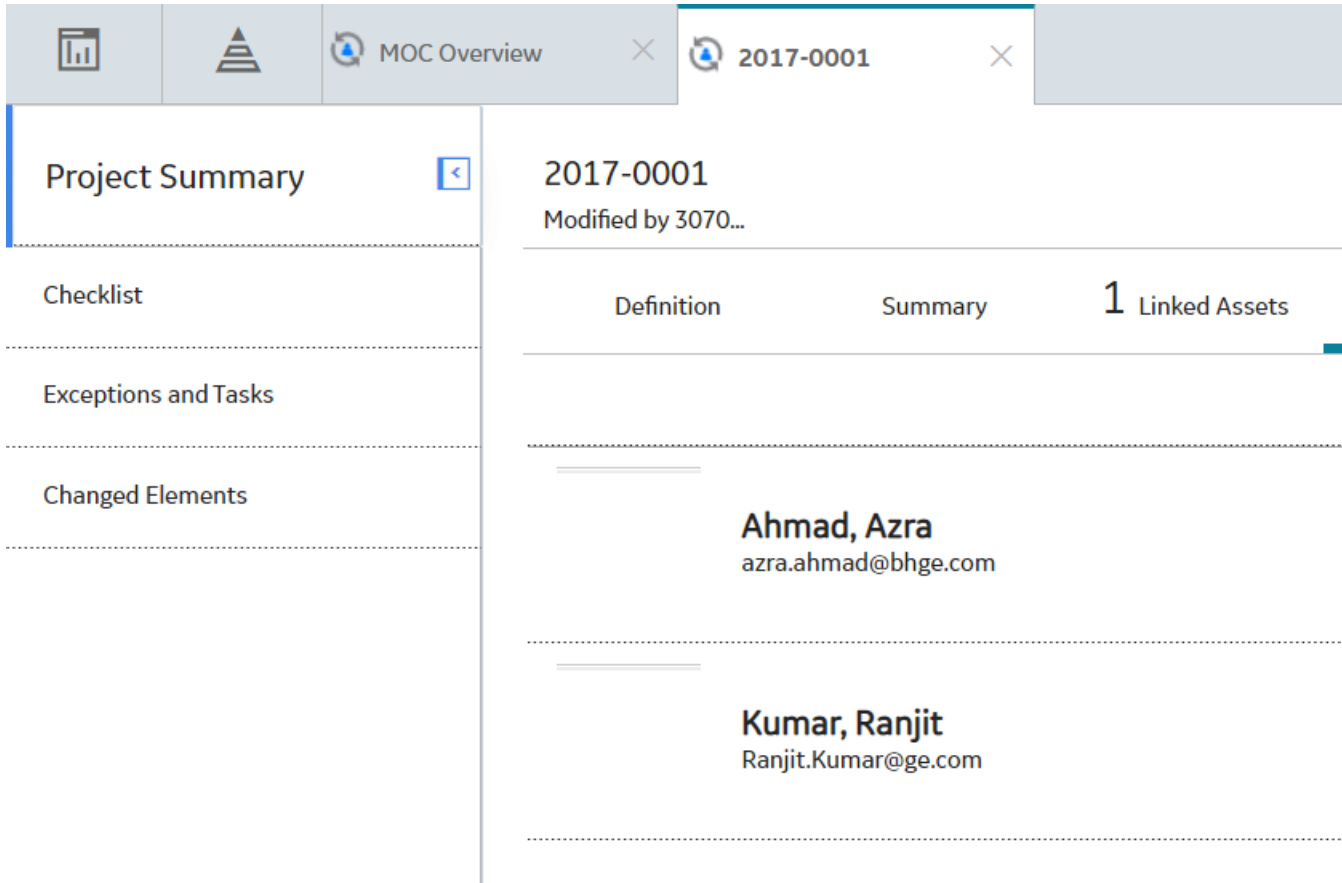 MOC Overview
2017-0001
Project Summary
Checklist
Exceptions and Tasks
Changed Elements
2017-0001
Modified by 3070...
Definition
Summary
1 Linked Assets
Ahmad, Azra
azra.ahmad@bhge.com
Kumar, Ranjit
Ranjit.Kumar@ge.com